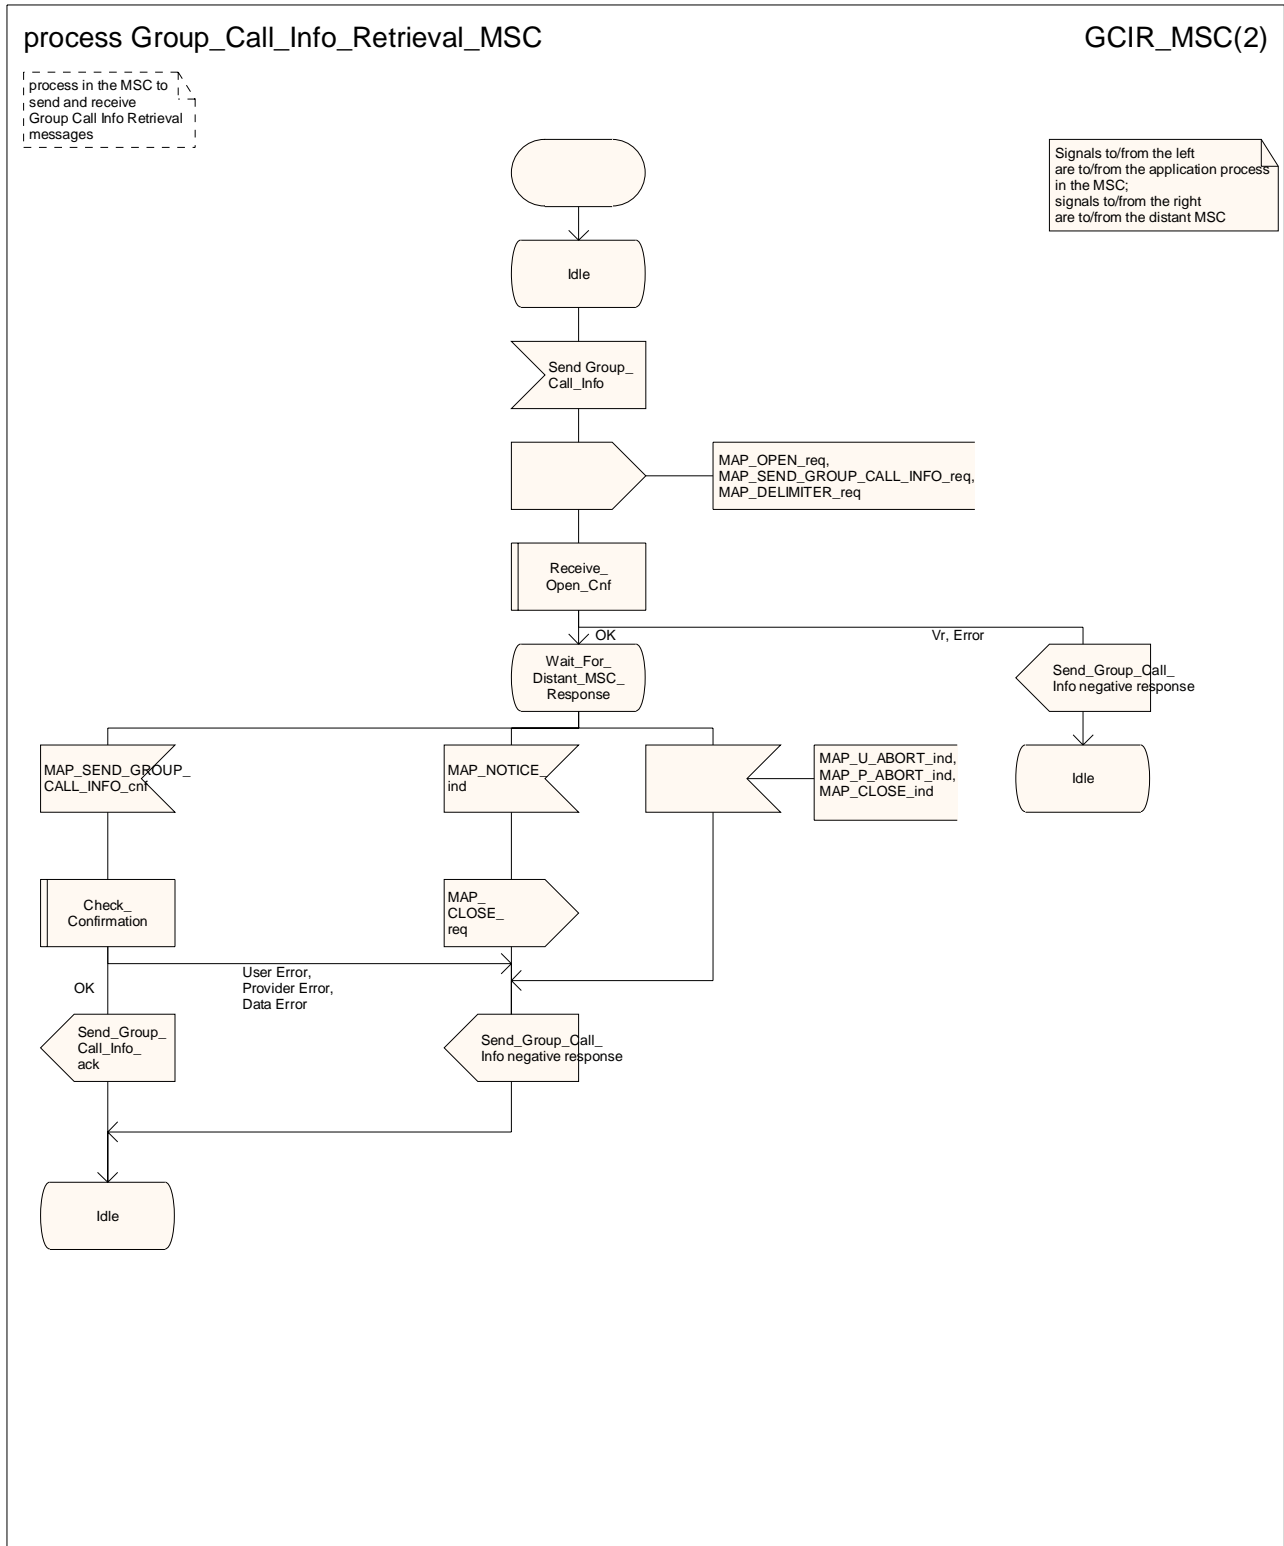 process Group_Call_Info_Retrieval_MSC
GCIR_MSC(2)
process in the MSC to
send and receive
Group Call Info Retrieval
messages
Signals to/from the left
are to/from the application process
in the MSC;
signals to/from the right
are to/from the distant MSC
Idle
Send Group_
Call_Info
MAP_OPEN_req,
MAP_SEND_GROUP_CALL_INFO_req,
MAP_DELIMITER_req
Receive_
Open_Cnf
OK
Vr, Error
Wait_For_
Distant_MSC_
Response
Send_Group_Call_
Info negative response
MAP_SEND_GROUP_
CALL_INFO_cnf
MAP_NOTICE_
ind
MAP_U_ABORT_ind,
MAP_P_ABORT_ind,
MAP_CLOSE_ind
Idle
Check_
Confirmation
MAP_
CLOSE_
req
OK
User Error,
Provider Error,
Data Error
Send_Group_
Call_Info_
ack
Send_Group_Call_
Info negative response
Idle